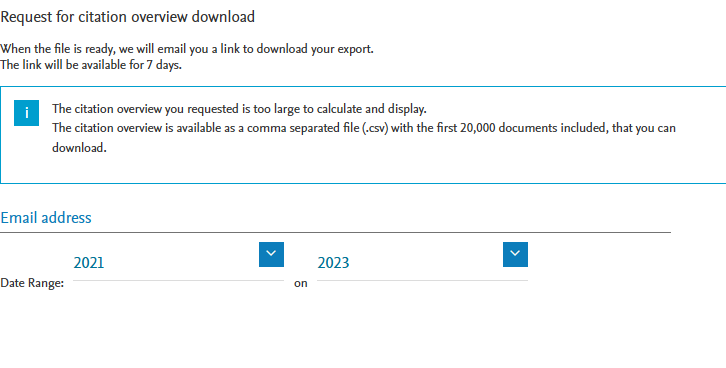 Request for citation overview download
When the file is ready, we will email you a link to download your export.
The link will be available for 7 days.
i
The citation overview you requested is too large to calculate and display.
The citation overview is available as a comma separated file (.csv) with the first 20,000 documents included, that you can
download.
Email address
2021 2023
Date Range: on